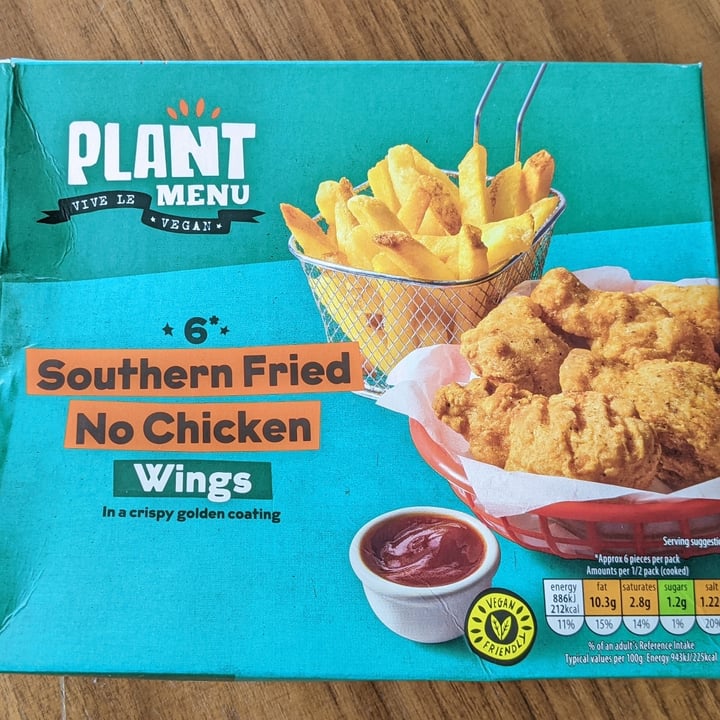 PLANT
MENU
VIVE LE
VEGAN
6*
Southern Fried
No Chicken
Wings
In a crispy golden coating
Serving
*Approx 6 pieces per pack
Amounts per 1/2 pack (cooked)
energy fat saturates sugars salt
886kJ
212kcal 10.3g 2.8g 1.2g
11% 15% 14% 1% 20%
% of an adult's Reference Intake
Typical values per 100g: Energy 943kJ/225kcal
VEGAN
FRIENDLY